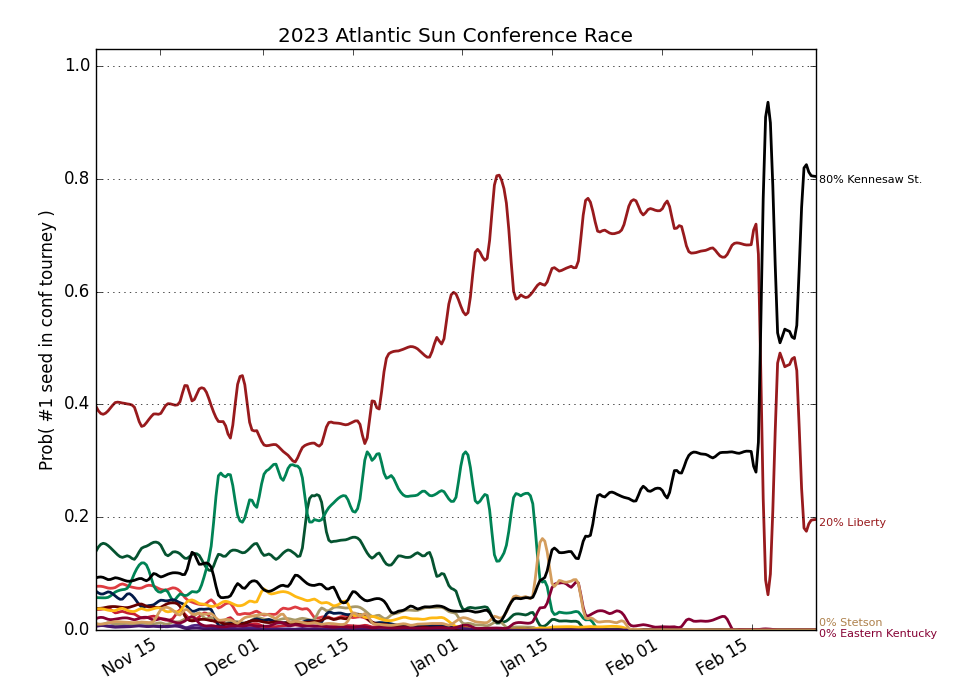 2023 Atlantic Sun Conference Race
Prob( #1 seed in conf tourney )
1.0
0.8
0.6
0.4
0.2
0.0
80% Kennesaw St.
20% Liberty
0% Stetson
0% Eastern Kentucky
Nov 15
Dec 01
Dec 15
Jan 01
Jan 15
Feb 01
Feb 15